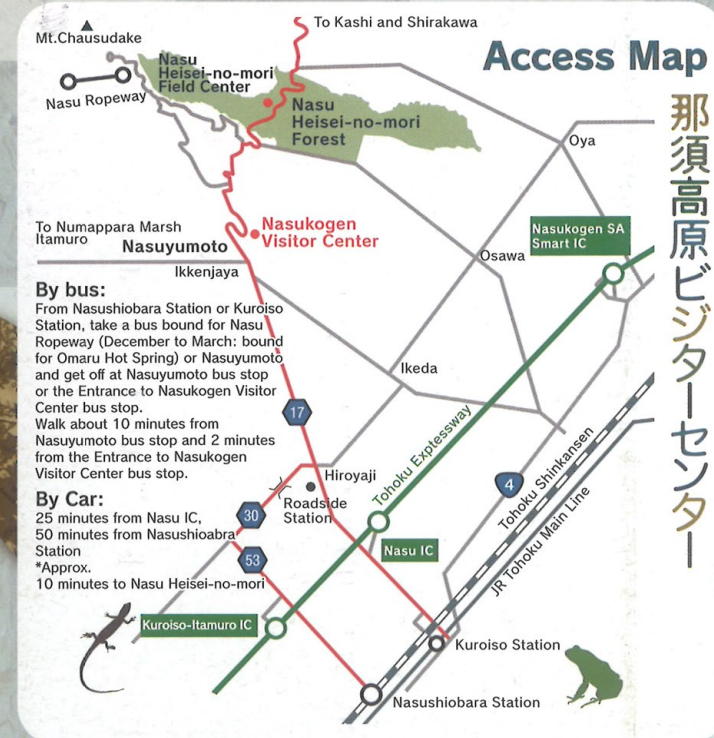 Access Map
那須高原ビジターセンター
Mt.Chausudake
To Kashi and Shirakawa
Nasu
Heisei-no-mori
Field Center
Nasu Ropeway
Nasu
Heisei-no-mori
Forest
Oya
To Numappara Marsh
Itamuro
Nasuyumoto
Nasukogen
Visitor Center
Nasukogen SA
Smart IC
Osawa
Ikkenjaya
By bus:
From Nasushiobara Station or Kuroiso
Station, take a bus bound for Nasu
Ropeway (December to March: bound
for Omaru Hot Spring) or Nasuyumoto
and get off at Nasuyumoto bus stop
or the Entrance to Nasukogen Visitor
Center bus stop.
Walk about 10 minutes from
Nasuyumoto bus stop and 2 minutes
from the Entrance to Nasukogen
Visitor Center bus stop.
Ikeda
17
Tohoku Exptessway
Hiroyaji
Roadside
Station
4
Tohoku Shinkansen
JR Tohoku Main Line
By Car:
25 minutes from Nasu IC,
50 minutes from Nasushioabra
Station
*Approx.
10 minutes to Nasu Heisei-no-mori
30
53
Nasu IC
Kuroiso-Itamuro IC
Kuroiso Station
Nasushiobara Station